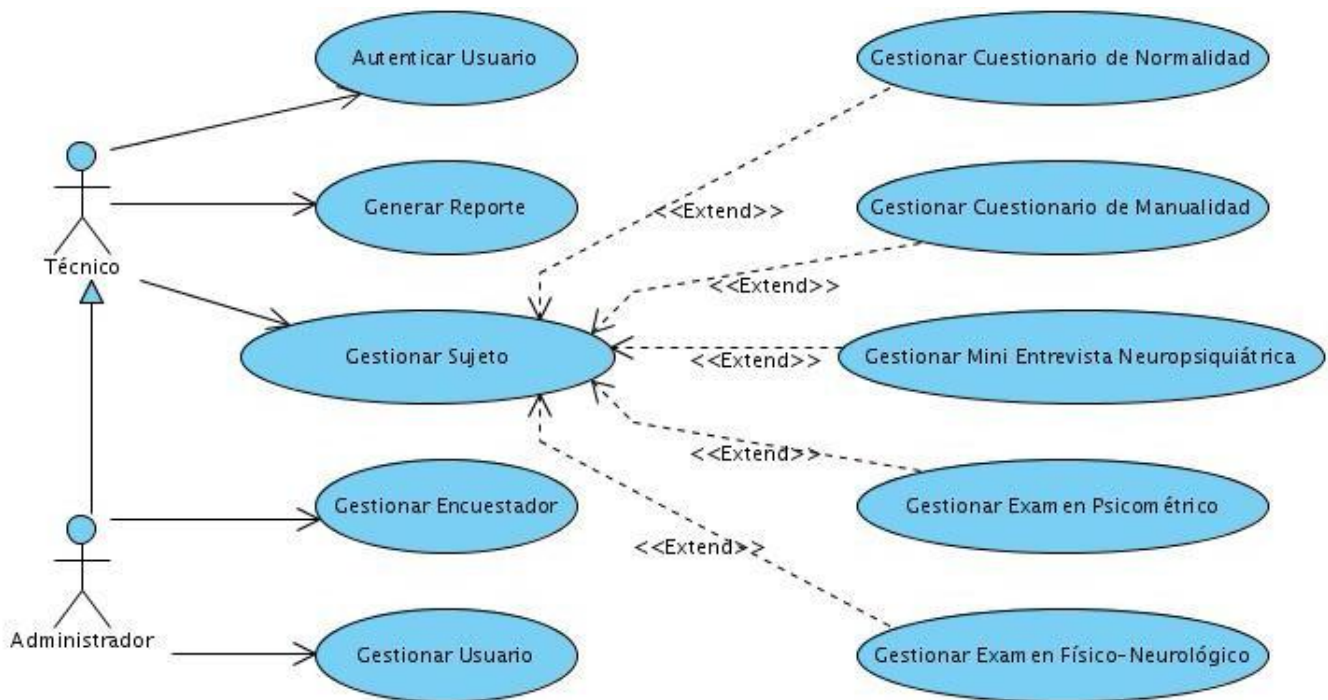 Autenticar Usuario
Gestionar Cuestionario de Normalidad
Generar Reporte
<<Extend>>
Gestionar Cuestionario de Manualidad
Técnico
<<Extend>>
Gestionar Sujeto
<<Extend>>
Gestionar Mini Entrevista Neuropsiquiátrica
<<Extend>>
Gestionar Encuestador
Gestionar Examen Psicométrico
<<Extend>>
Administrador
Gestionar Usuario
Gestionar Examen Físico-Neurológico